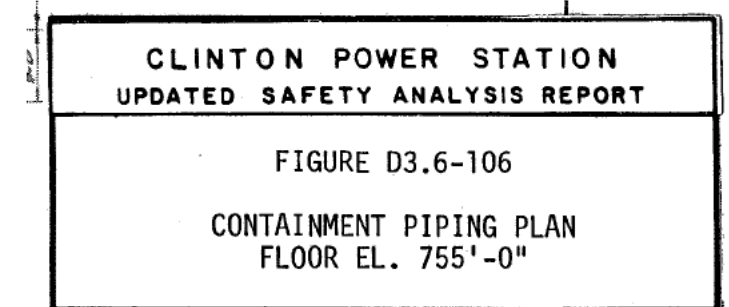 CLINTON POWER STATION
UPDATED SAFETY ANALYSIS REPORT
FIGURE D3.6-106
CONTAINMENT PIPING PLAN
FLOOR EL. 755'-0"